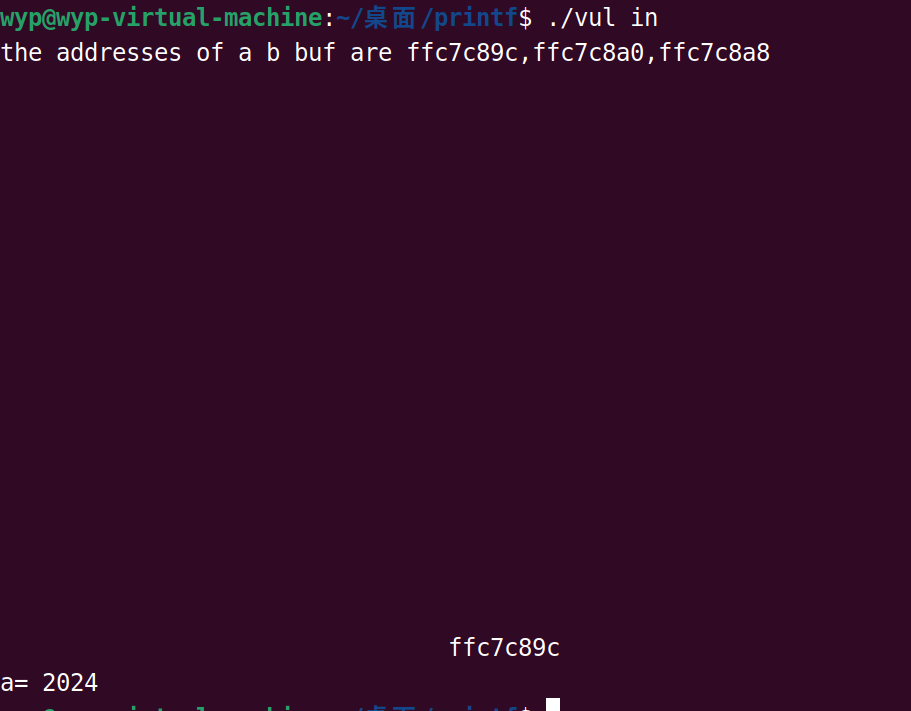 wyp@wyp-virtual-machine:~/桌面/printf$ ./vul in
the addresses of a b buf are ffc7c89c,ffc7c8a0,ffc7c8a8
ffc7c89c
a= 2024